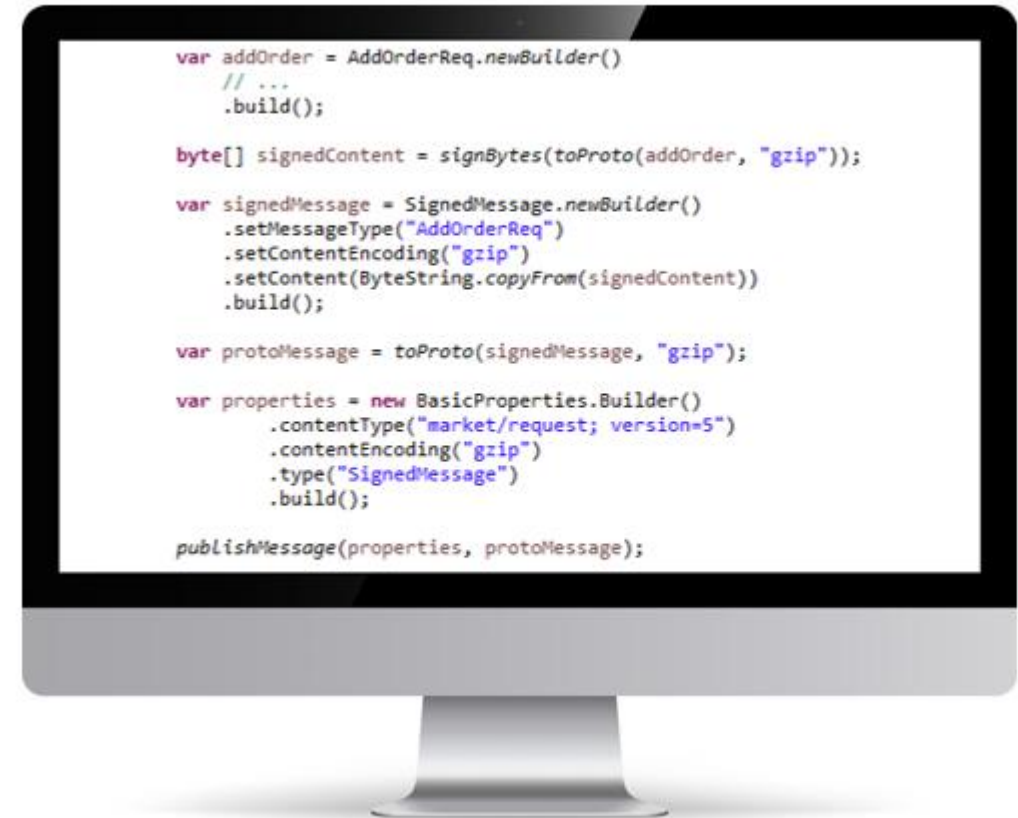 var addOrder = AddOrderReq.newBuilder()
// ...
.build();
byte[] signedContent = signBytes(toProto(addOrder, "gzip"));
var signedMessage = SignedMessage.newBuilder()
.setMessageType("AddOrderReq")
.setContentEncoding("gzip")
.setContent(ByteString.copyFrom(signedContent))
.build();
var protoMessage = toProto(signedMessage, "gzip");
var properties = new BasicProperties.Builder()
.contentType("market/request; version=5")
.contentEncoding("gzip")
.type("SignedMessage")
.build();
publishMessage(properties, protoMessage);